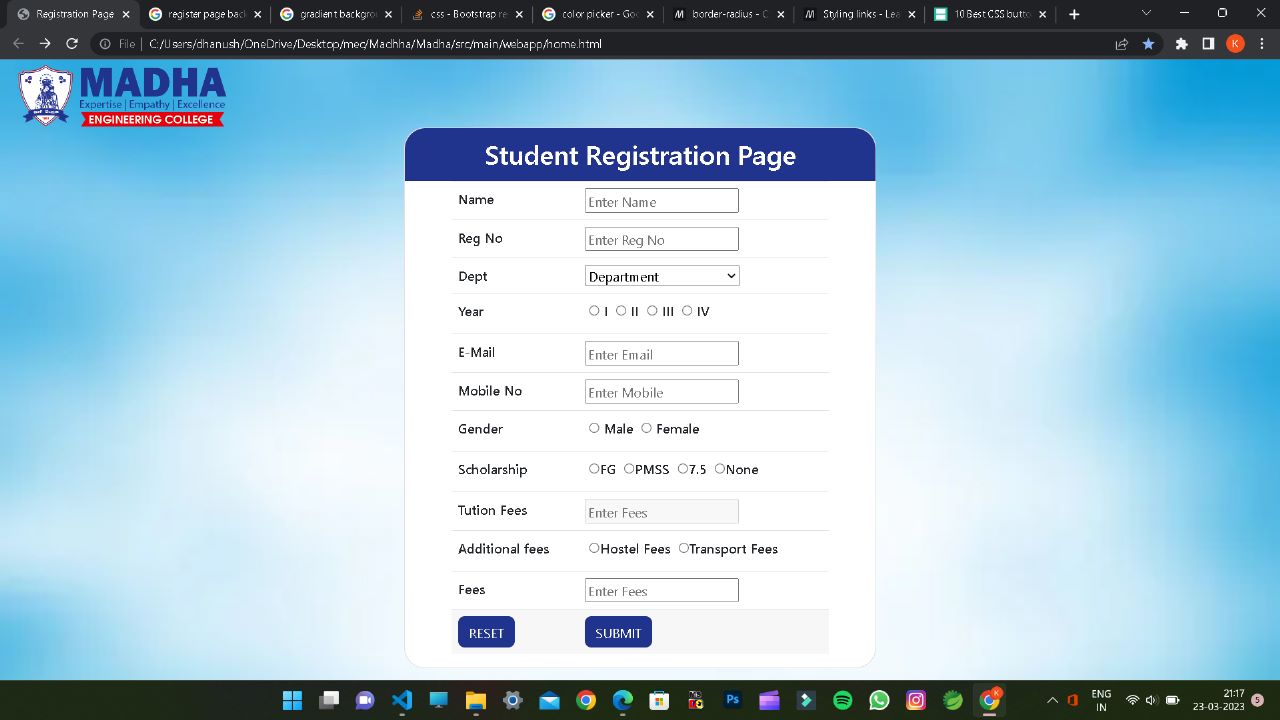 Registration Page
register page back
gradient backgroun
css - Bootstrap re
color picker - Goo
border-radius - C
Styling links - Lea
10 Best CSS butto
File | C:/Users/dhanush/OneDrive/Desktop/mec/Madhha/Madha/src/main/webapp/home.html
K
MADHA
Expertise | Empathy | Excellence
ENGINEERING COLLEGE
Student Registration Page
Name Enter Name
Reg No Enter Reg No
Dept Department
Year I II III IV
E-Mail Enter Email
Mobile No Enter Mobile
Gender Male Female
Scholarship FG PMSS 7.5 None
Tution Fees Enter Fees
Additional fees Hostel Fees Transport Fees
Fees Enter Fees
RESET SUBMIT
Ps
K
ENG
IN
21:17
23-03-2023
5